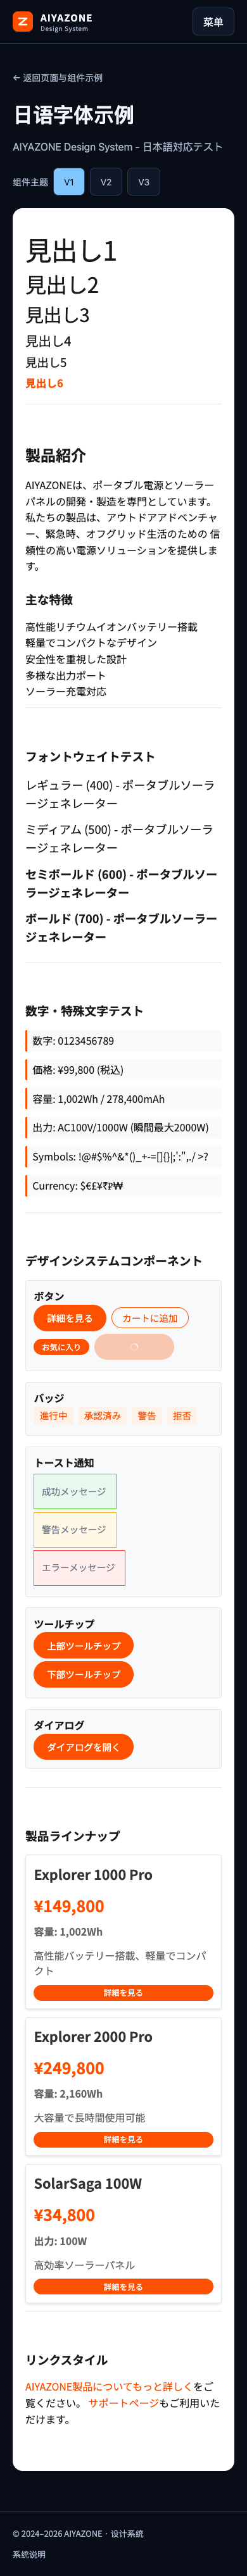 AIYAZONE
Design System
菜单
← 返回页面与组件示例
日语字体示例
AIYAZONE Design System - 日本語対応テスト
组件主题 V1 V2 V3
見出し1
見出し2
見出し3
見出し4
見出し5
見出し6
製品紹介
AIYAZONEは、ポータブル電源とソーラー
パネルの開発・製造を専門としています。
私たちの製品は、アウトドアアドベンチャ
ー、緊急時、オフグリッド生活のための 信
頼性の高い電源ソリューションを提供しま
す。
主な特徴
高性能リチウムイオンバッテリー搭載
軽量でコンパクトなデザイン
安全性を重視した設計
多様な出力ポート
ソーラー充電対応
フォントウェイトテスト
レギュラー (400) - ポータブルソーラ
ージェネレーター
ミディアム (500) - ポータブルソーラ
ージェネレーター
セミボールド (600) - ポータブルソー
ラージェネレーター
ボールド (700) - ポータブルソーラー
ジェネレーター
数字・特殊文字テスト
数字: 0123456789
価格: ¥99,800 (税込)
容量: 1,002Wh / 278,400mAh
出力: AC100V/1000W (瞬間最大2000W)
Symbols: !@#$%^&*()_+-=[]{}|;':",./ >?
Currency: $€£¥₹₽₩
デザインシステムコンポーネント
ボタン
詳細を見る カートに追加
お気に入り
バッジ
進行中 承認済み 警告 拒否
トースト通知
成功メッセージ
警告メッセージ
エラーメッセージ
ツールチップ
上部ツールチップ
下部ツールチップ
ダイアログ
ダイアログを開く
製品ラインナップ
Explorer 1000 Pro
¥149,800
容量: 1,002Wh
高性能バッテリー搭載、軽量でコンパ
クト
詳細を見る
Explorer 2000 Pro
¥249,800
容量: 2,160Wh
大容量で長時間使用可能
詳細を見る
SolarSaga 100W
¥34,800
出力: 100W
高効率ソーラーパネル
詳細を見る
リンクスタイル
AIYAZONE製品についてもっと詳しくをご
覧ください。 サポートページもご利用いた
だけます。
© 2024–2026 AIYAZONE · 设计系统
系统说明